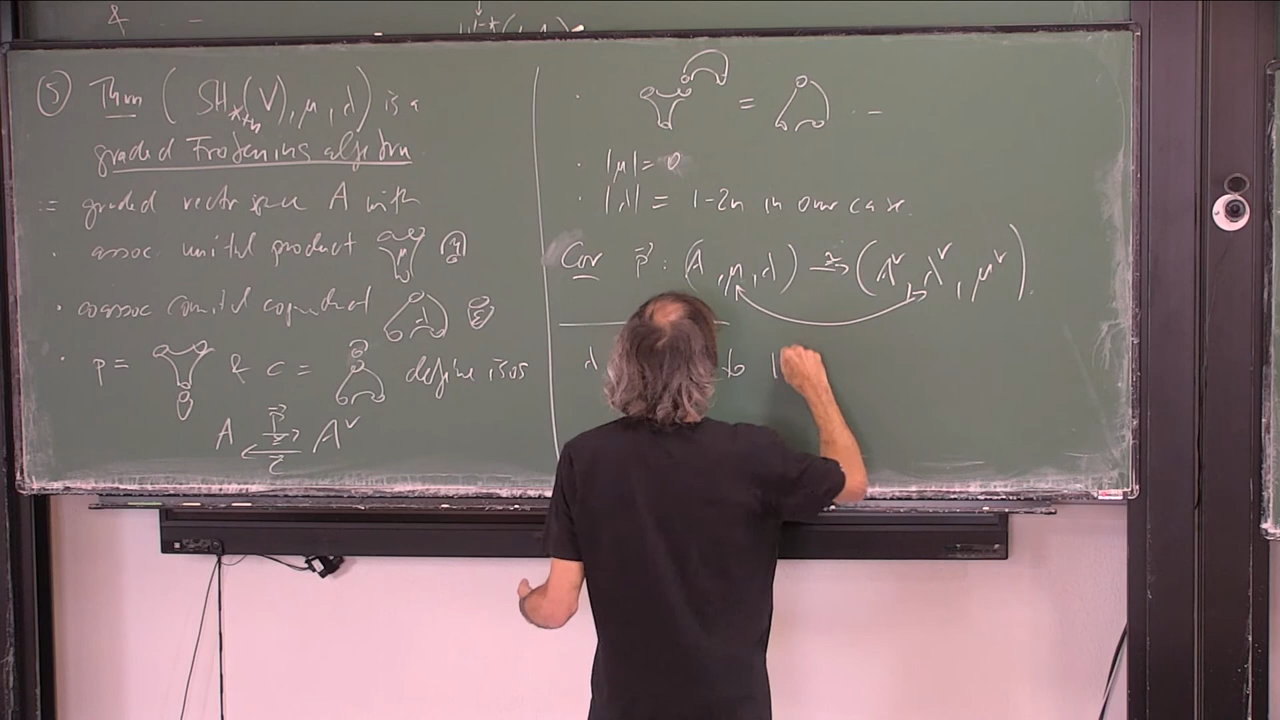 ⑤ Thm (SH_{*+n}(V), μ, λ) is a
graded Frobenius algebra
:= graded vector space A with
· assoc. unital product μ η
· coassoc counital coproduct λ ε
· p = & c = define isos
A ⇄ A^∨
p⃗ ≅ c⃗
· = . . –
· |μ| = 0
· |λ| = 1-2n in our case.
Cor p⃗ : (A, μ, λ) ≅→ (A^∨, λ^∨, μ^∨).
λ